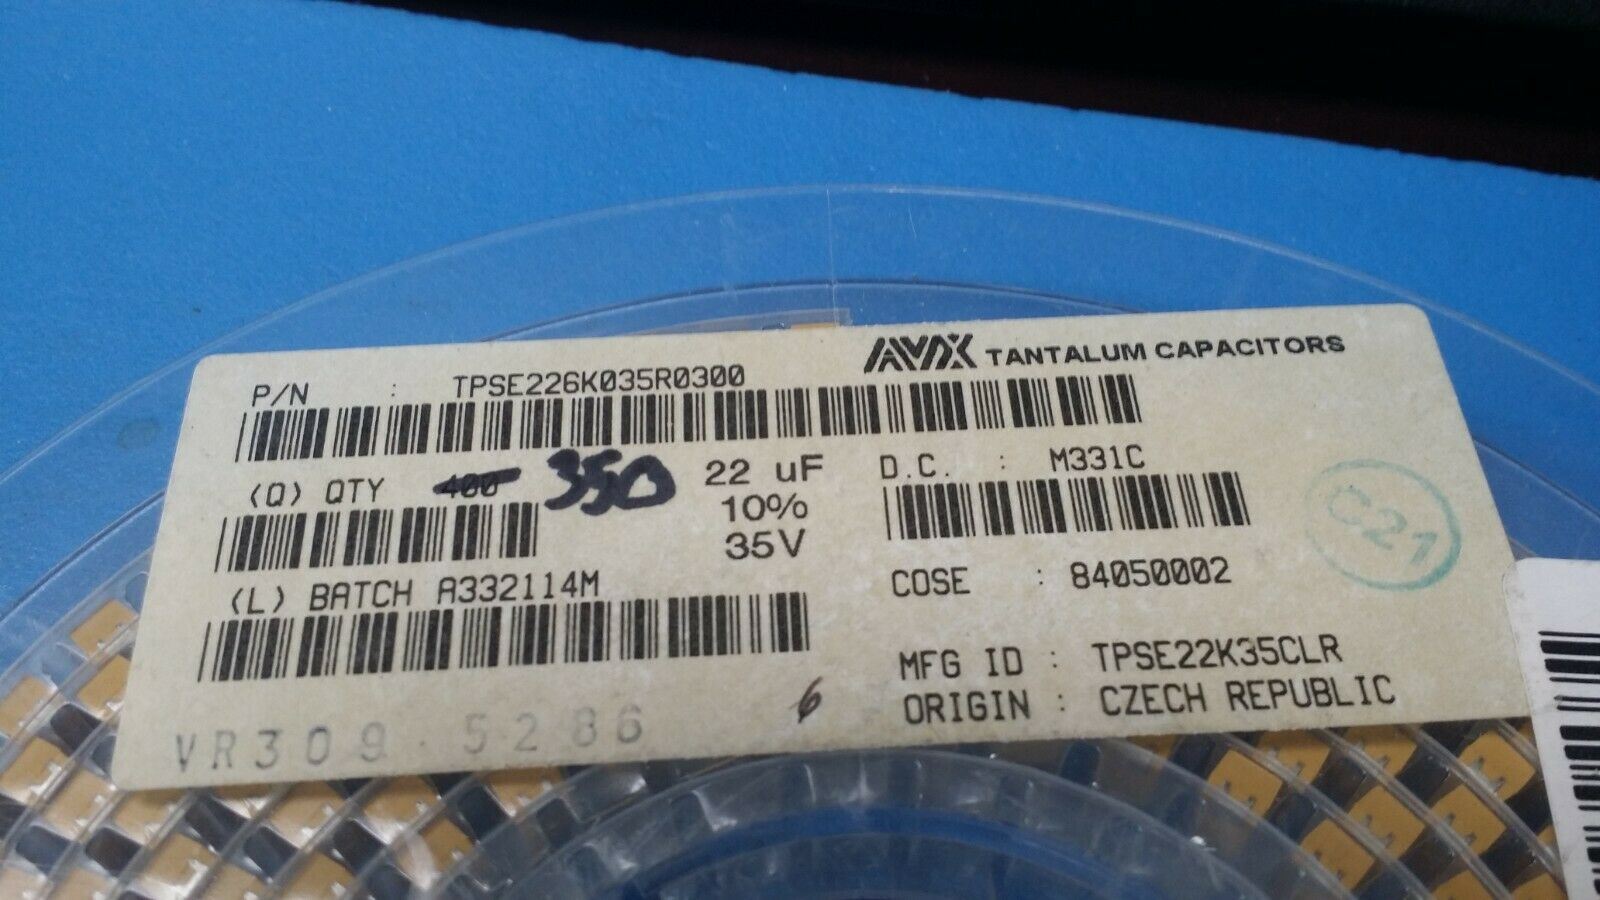 AVX TANTALUM CAPACITORS
P/N : TPSE226K035R0300
(Q) QTY 400 350 22 uF
10%
35V
D.C. : M331C
(L) BATCH A332114M
COSE : 84050002
C21
MFG ID : TPSE22K35CLR
ORIGIN : CZECH REPUBLIC
6
VR309 5286